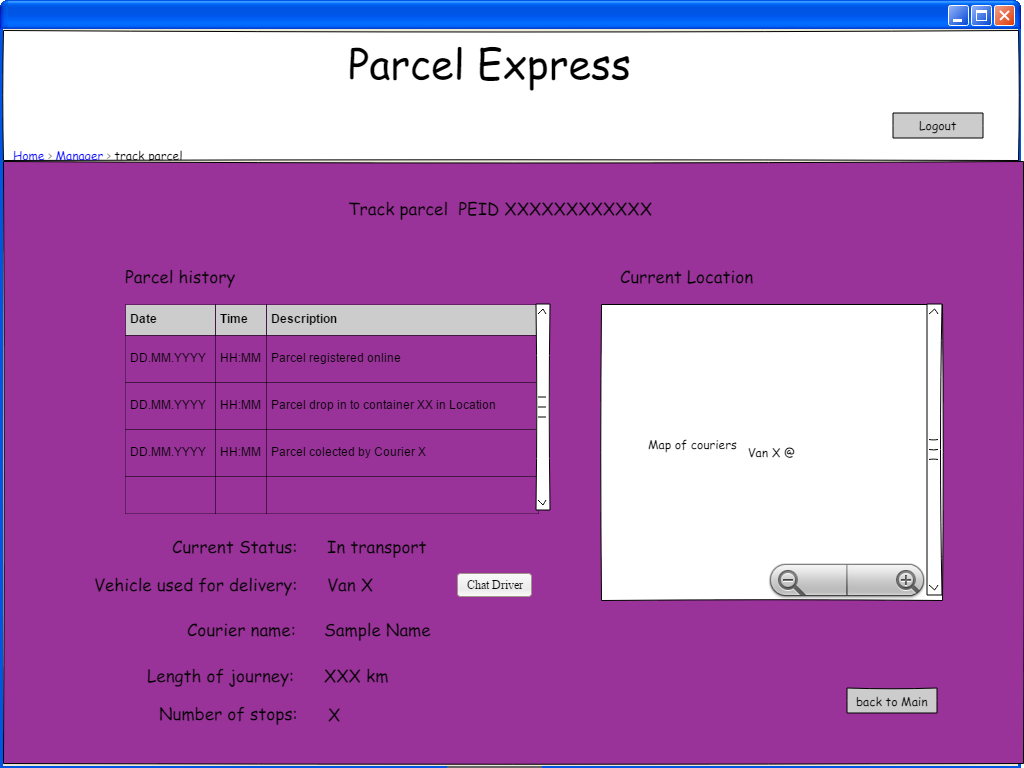 Parcel Express
Logout
Home > Manager > track parcel
Track parcel PEID XXXXXXXXXXXX
Parcel history
Date Time Description
DD.MM.YYYY HH:MM Parcel registered online
DD.MM.YYYY HH:MM Parcel drop in to container XX in Location
DD.MM.YYYY HH:MM Parcel colected by Courier X
Current Location
Map of couriers
Van X @
Current Status: In transport
Vehicle used for delivery: Van X
Chat Driver
Courier name: Sample Name
Length of journey: XXX km
Number of stops: X
back to Main